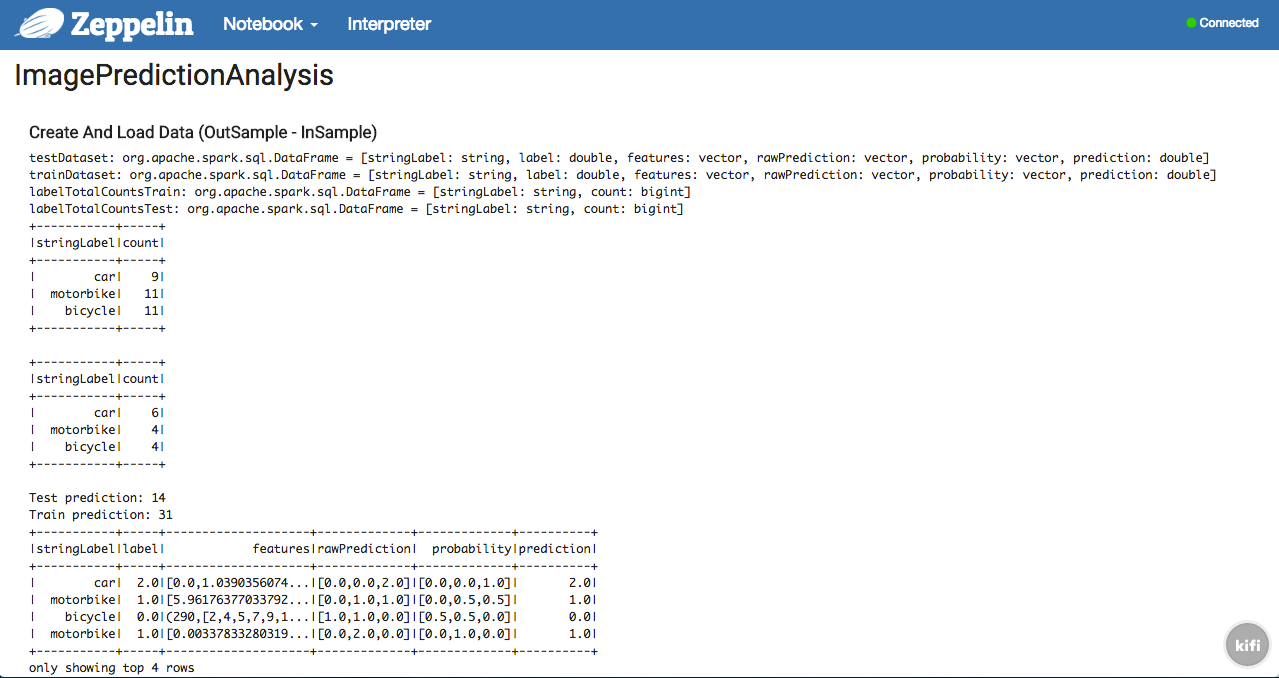 Zeppelin Notebook Interpreter Connected
ImagePredictionAnalysis
Create And Load Data (OutSample - InSample)
testDataset: org.apache.spark.sql.DataFrame = [stringLabel: string, label: double, features: vector, rawPrediction: vector, probability: vector, prediction: double]
trainDataset: org.apache.spark.sql.DataFrame = [stringLabel: string, label: double, features: vector, rawPrediction: vector, probability: vector, prediction: double]
labelTotalCountsTrain: org.apache.spark.sql.DataFrame = [stringLabel: string, count: bigint]
labelTotalCountsTest: org.apache.spark.sql.DataFrame = [stringLabel: string, count: bigint]
+-----------+-----+
|stringLabel|count|
+-----------+-----+
|        car|    9|
|  motorbike|   11|
|    bicycle|   11|
+-----------+-----+
+-----------+-----+
|stringLabel|count|
+-----------+-----+
|        car|    6|
|  motorbike|    4|
|    bicycle|    4|
+-----------+-----+
Test prediction: 14
Train prediction: 31
+-----------+-----+--------------------+-------------+-------------+----------+
|stringLabel|label|            features|rawPrediction|  probability|prediction|
+-----------+-----+--------------------+-------------+-------------+----------+
|        car|  2.0|[0.0,1.0390356074...|[0.0,0.0,2.0]|[0.0,0.0,1.0]|       2.0|
|  motorbike|  1.0|[5.96176377033792...|[0.0,1.0,1.0]|[0.0,0.5,0.5]|       1.0|
|    bicycle|  0.0|(290,[2,4,5,7,9,1...|[1.0,1.0,0.0]|[0.5,0.5,0.0]|       0.0|
|  motorbike|  1.0|[0.00337833280319...|[0.0,2.0,0.0]|[0.0,1.0,0.0]|       1.0|
+-----------+-----+--------------------+-------------+-------------+----------+
only showing top 4 rows
kifi